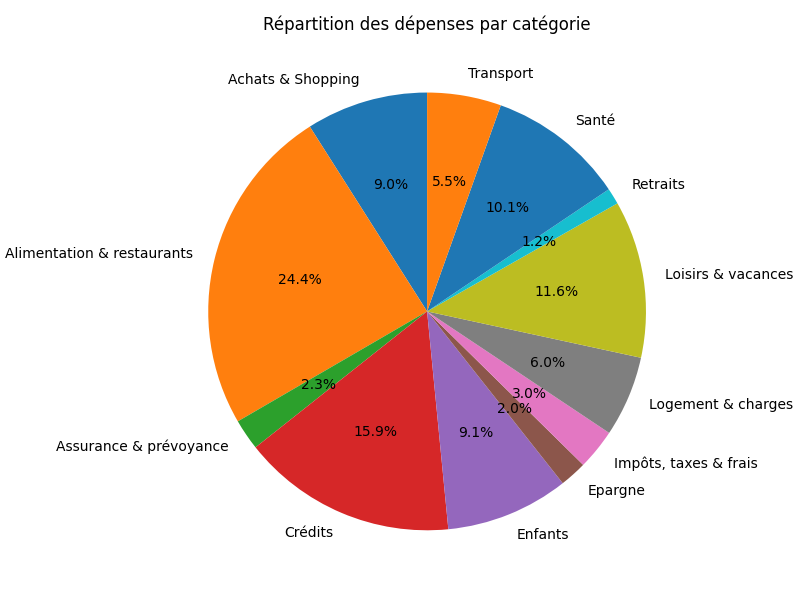 Répartition des dépenses par catégorie
Transport
Achats & Shopping
Santé
Retraits
5.5%
9.0%
10.1%
1.2%
Alimentation & restaurants
Loisirs & vacances
24.4%
11.6%
6.0%
2.3%
3.0%
2.0%
Logement & charges
15.9%
9.1%
Assurance & prévoyance
Impôts, taxes & frais
Epargne
Crédits
Enfants